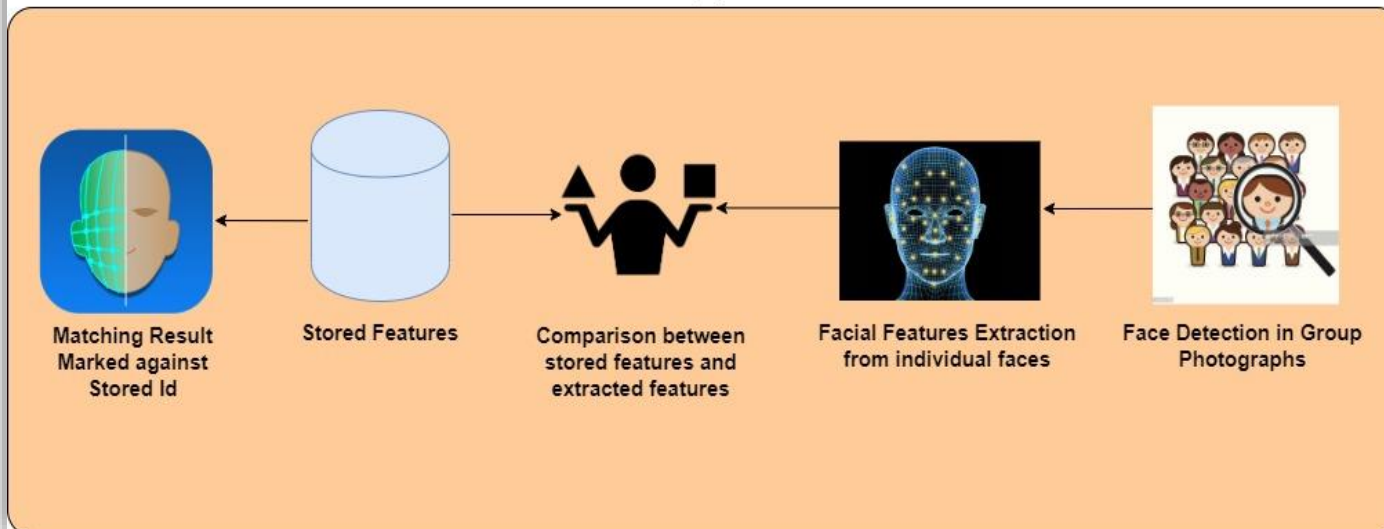 Matching Result
Marked against
Stored Id
Stored Features
Comparison between
stored features and
extracted features
Facial Features Extraction
from individual faces
Face Detection in Group
Photographs